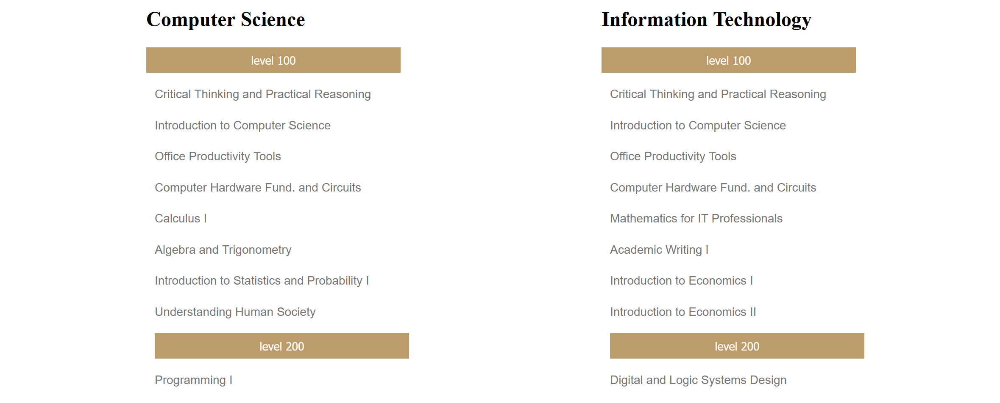 Computer Science
level 100
Critical Thinking and Practical Reasoning
Introduction to Computer Science
Office Productivity Tools
Computer Hardware Fund. and Circuits
Calculus I
Algebra and Trigonometry
Introduction to Statistics and Probability I
Understanding Human Society
level 200
Programming I
Information Technology
level 100
Critical Thinking and Practical Reasoning
Introduction to Computer Science
Office Productivity Tools
Computer Hardware Fund. and Circuits
Mathematics for IT Professionals
Academic Writing I
Introduction to Economics I
Introduction to Economics II
level 200
Digital and Logic Systems Design